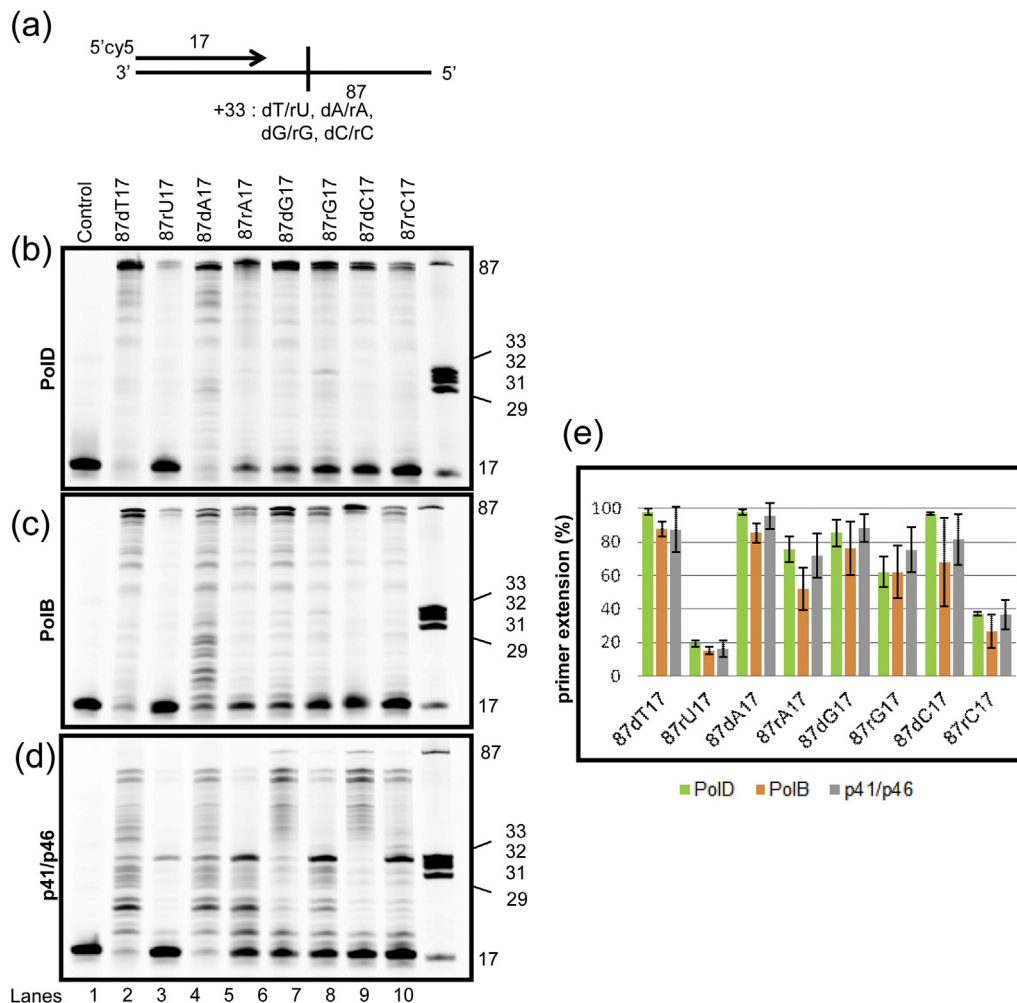 (a)
5'cy5
17
3'
5'
87
+33 : dT/rU, dA/rA,
dG/rG, dC/rC
Control
87dT17
87rU17
87dA17
87rA17
87dG17
87rG17
87dC17
87rC17
(b)
PolD
87
33
32
31
29
17
(c)
PolB
87
33
32
31
29
17
(d)
p41/p46
87
33
32
31
29
17
Lanes 1 2 3 4 5 6 7 8 9 10
(e)
primer extension (%)
100
80
60
40
20
0
87dT17
87rU17
87dA17
87rA17
87dG17
87rG17
87dC17
87rC17
PolD PolB p41/p46